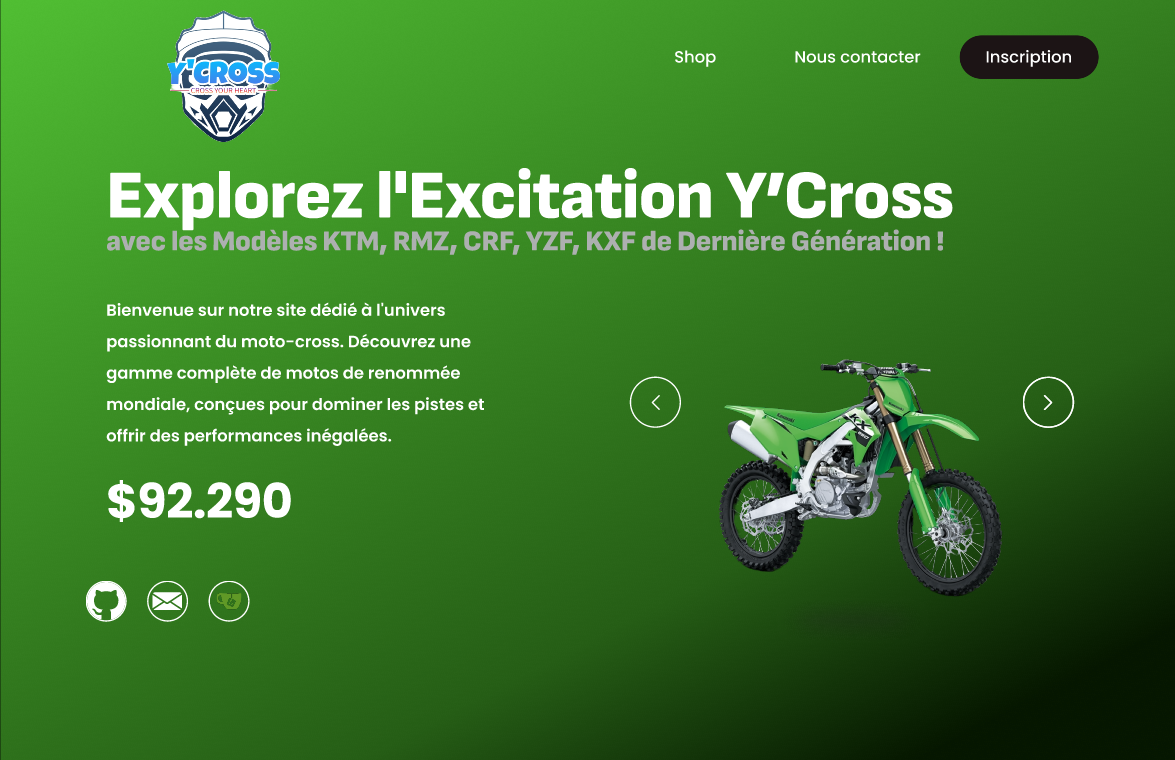 Y'CROSS
CROSS YOUR HEART
Shop
Nous contacter
Inscription
Explorez l'Excitation Y’Cross
avec les Modèles KTM, RMZ, CRF, YZF, KXF de Dernière Génération !
Bienvenue sur notre site dédié à l'univers
passionnant du moto-cross. Découvrez une
gamme complète de motos de renommée
mondiale, conçues pour dominer les pistes et
offrir des performances inégalées.
$92.290
KX